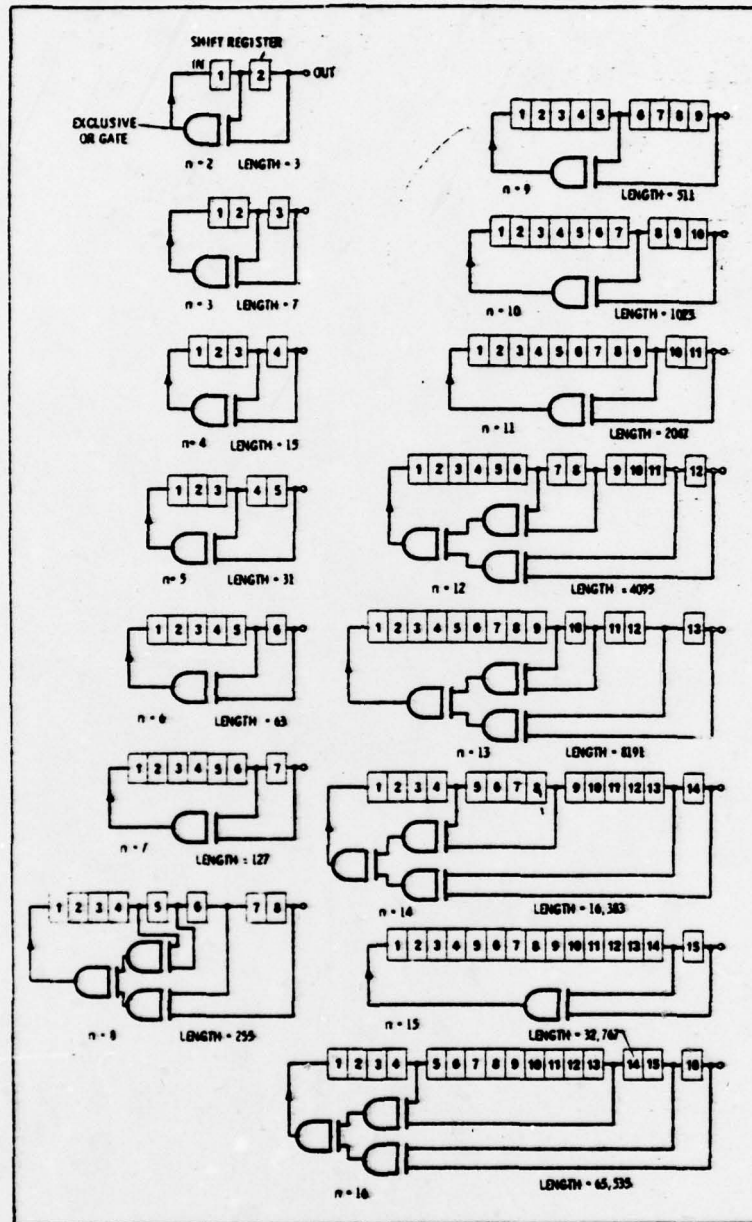 SHIFT REGISTER
IN 1 2 OUT
EXCLUSIVE
OR GATE
n = 2 LENGTH = 3
1 2 3
n = 3 LENGTH = 7
1 2 3 4
n = 4 LENGTH = 15
1 2 3 4 5
n = 5 LENGTH = 31
1 2 3 4 5 6
n = 6 LENGTH = 63
1 2 3 4 5 6 7
n = 7 LENGTH = 127
1 2 3 4 5 6 7 8
n = 8 LENGTH = 255
1 2 3 4 5 6 7 8 9
n = 9 LENGTH = 511
1 2 3 4 5 6 7 8 9 10
n = 10 LENGTH = 1023
1 2 3 4 5 6 7 8 9 10 11
n = 11 LENGTH = 2047
1 2 3 4 5 6 7 8 9 10 11 12
n = 12 LENGTH = 4095
1 2 3 4 5 6 7 8 9 10 11 12 13
n = 13 LENGTH = 8191
1 2 3 4 5 6 7 8 9 10 11 12 13 14
n = 14 LENGTH = 16,383
1 2 3 4 5 6 7 8 9 10 11 12 13 14 15
n = 15 LENGTH = 32,767
1 2 3 4 5 6 7 8 9 10 11 12 13 14 15 16
n = 16 LENGTH = 65,535